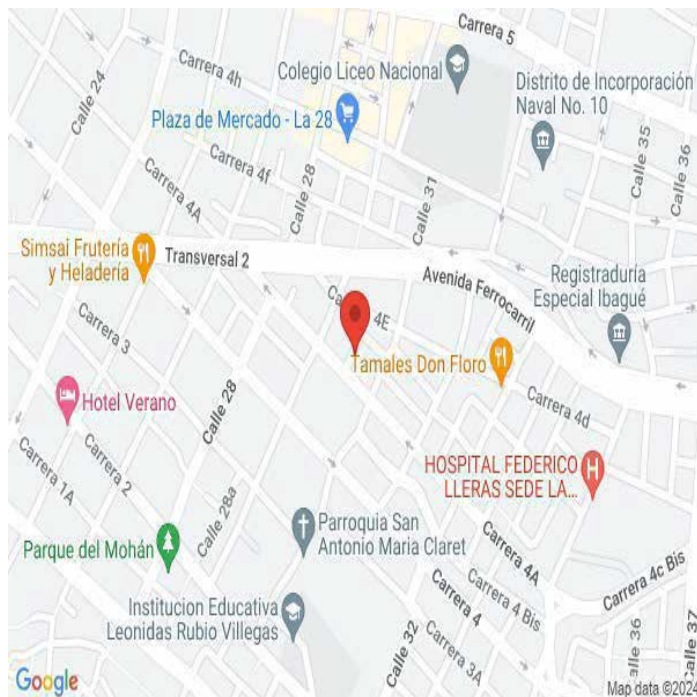 Carrera 5
Calle 24
Carrera 4h
Colegio Liceo Nacional
Distrito de Incorporación
Naval No. 10
Plaza de Mercado - La 28
Calle 35
Calle 36
Carrera 4f
Calle 28
Carrera 4A
Calle 31
Simsai Frutería
y Heladería
Transversal 2
Avenida Ferrocarril
Registraduría
Especial Ibagué
4E
Carrera 3
Tamales Don Floro
Hotel Verano
Calle 28
Carrera 4d
Carrera 1A
Carrera 2
HOSPITAL FEDERICO
LLERAS SEDE LA...
Calle 28a
Parroquia San
Antonio Maria Claret
Parque del Mohán
Carrera 4A
Carrera 4c Bis
Carrera 4 Bis
Carrera 4
Institucion Educativa
Leonidas Rubio Villegas
Calle 32
Carrera 3A
Calle 36
Calle 37
Google
Map data ©2024